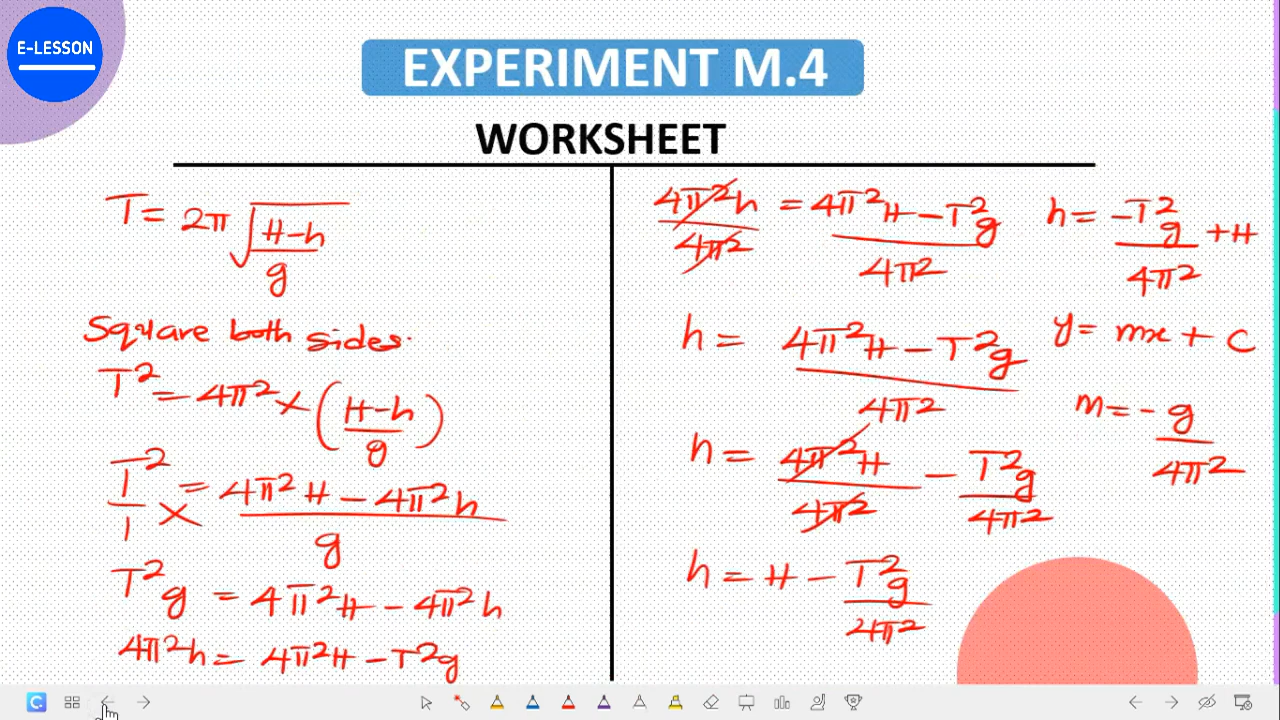 E-LESSON
EXPERIMENT M.4
WORKSHEET
T = 2π √((H-h)/g)
Square both sides.
T² = 4π² × ((H-h)/g)
T²/1 × = (4π²H - 4π²h)/g
T²g = 4π²H - 4π²h
4π²h = 4π²H - T²g
4π²h/4π² = (4π²H - T²g)/4π²
h = (4π²H - T²g)/4π²
h = 4π²H/4π² - T²g/4π²
h = H - T²g/4π²
h = -T²g/4π² + H
y = mx + C
m = - g/4π²